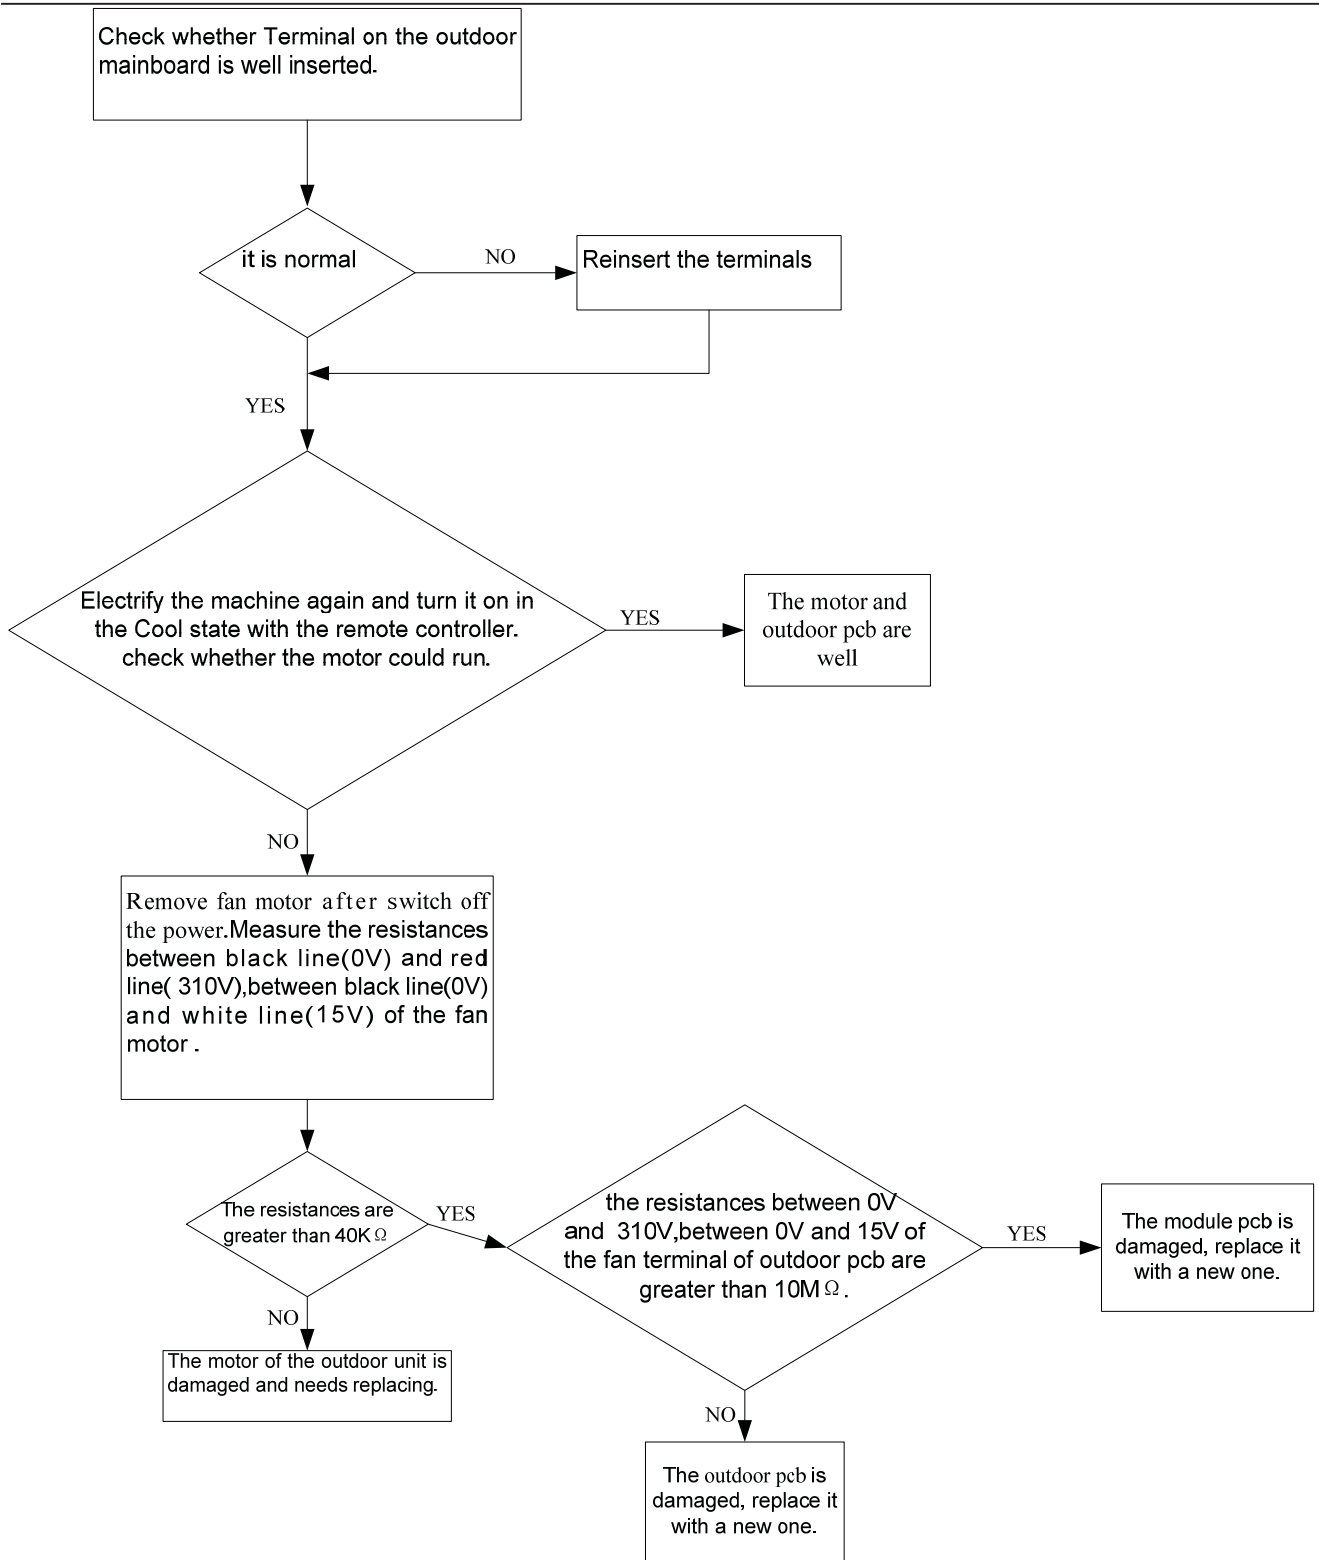 Check whether Terminal on the outdoor
mainboard is well inserted.
it is normal
NO
Reinsert the terminals
YES
Electrify the machine again and turn it on in
the Cool state with the remote controller.
check whether the motor could run.
YES
The motor and
outdoor pcb are
well
NO
Remove fan motor after switch off
the power.Measure the resistances
between black line(0V) and red
line( 310V),between black line(0V)
and white line(15V) of the fan
motor .
The resistances are
greater than 40K Ω
YES
the resistances between 0V
and 310V,between 0V and 15V of
the fan terminal of outdoor pcb are
greater than 10M Ω .
YES
The module pcb is
damaged, replace it
with a new one.
NO
The motor of the outdoor unit is
damaged and needs replacing.
NO
The outdoor pcb is
damaged, replace it
with a new one.